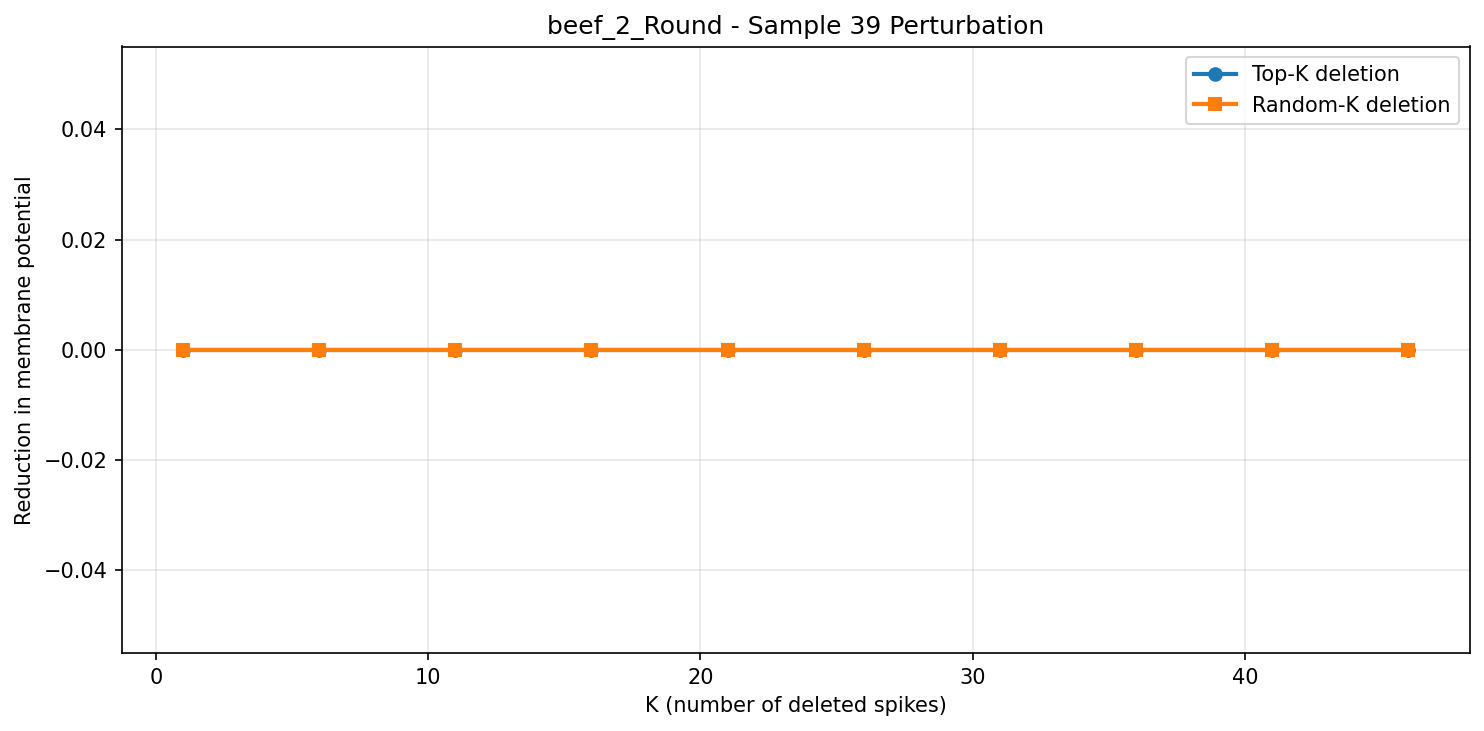 beef_2_Round - Sample 39 Perturbation
Top-K deletion
Random-K deletion
Reduction in membrane potential
0.04
0.02
0.00
−0.02
−0.04
0 10 20 30 40
K (number of deleted spikes)